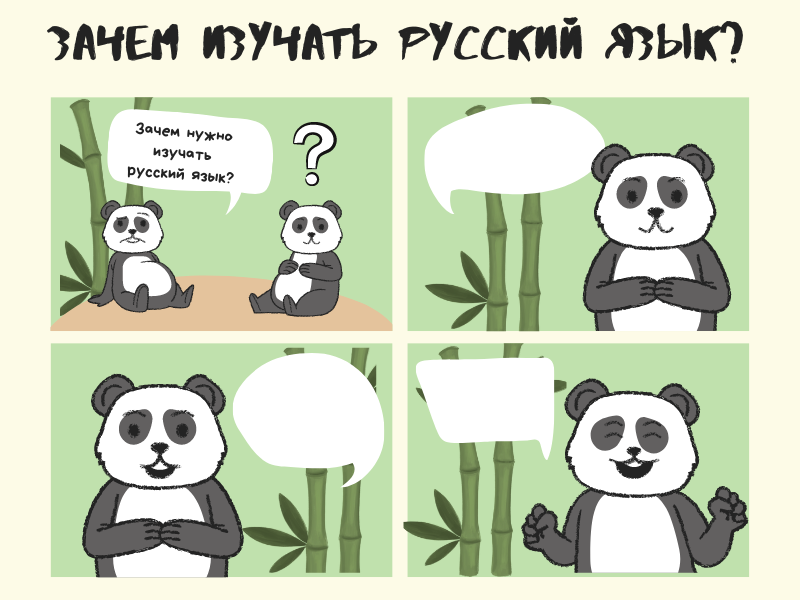 ЗАЧЕМ ИЗУЧАТЬ РУССКИЙ ЯЗЫК?
Зачем нужно
изучать
русский язык?
?